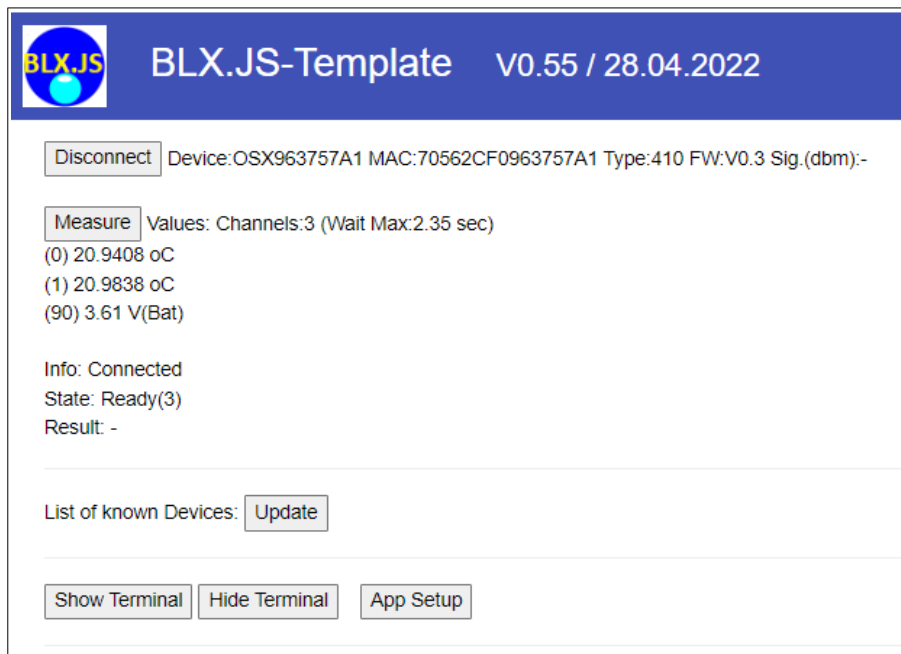 BLX.JS
BLX.JS-Template V0.55 / 28.04.2022
Disconnect Device:OSX963757A1 MAC:70562CF0963757A1 Type:410 FW:V0.3 Sig.(dbm):-
Measure Values: Channels:3 (Wait Max:2.35 sec)
(0) 20.9408 oC
(1) 20.9838 oC
(90) 3.61 V(Bat)
Info: Connected
State: Ready(3)
Result: -
List of known Devices: Update
Show Terminal Hide Terminal App Setup